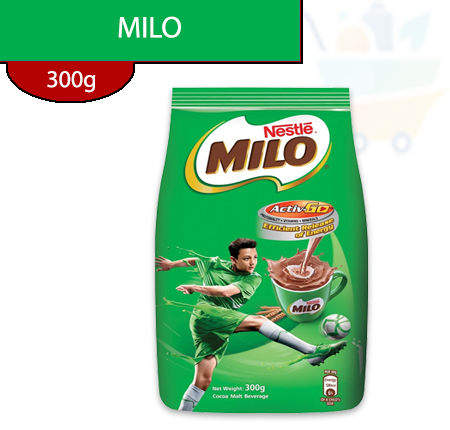 MILO
300g
Nestlé
MILO
Activ-Go
Efficient Release
of Energy
MILO
Net Weight: 300g
Cocoa Malt Beverage